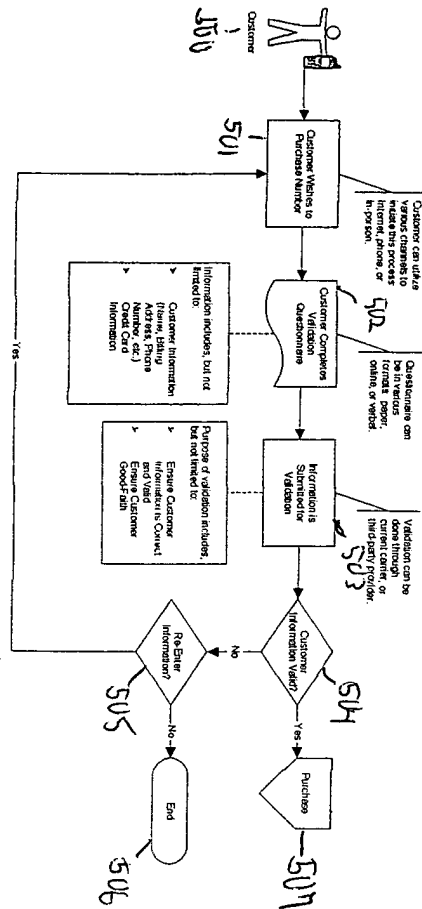 Customer
500
Customer Wishes to
Purchase Number
501
Customer can utilize
various channels to
initiate this process
internet, phone, or
in-person.
Customer Completes
Validation
Questionnaire
502
Questionnaire can
be in various
formats: paper,
online, or verbal.
Information includes, but not
limited to:
Customer Information
(Name, Billing
Address, Phone
Number, etc.)
Credit Card
Information
Information is
Submitted for
Validation
503
Validation can be
done through
current carrier, or
third-party provider.
Purpose of validation includes,
but not limited to:
Ensure Customer
Information is Correct
and Valid
Ensure Customer
Good-Faith
Customer
Information Valid?
504
Yes
Purchase
507
No
Re-Enter
Information?
505
Yes
No
End
506